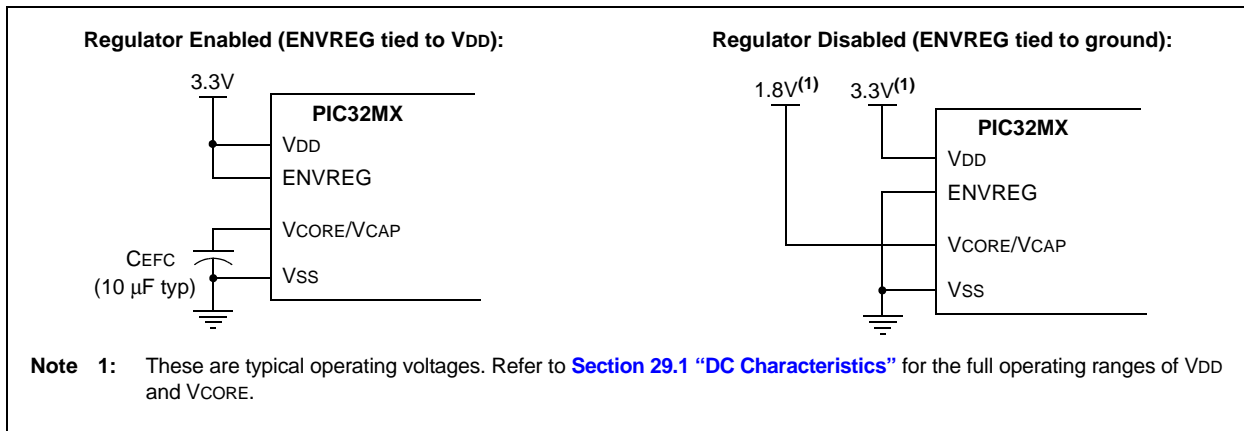 Regulator Enabled (ENVREG tied to VDD):
3.3V
PIC32MX
VDD
ENVREG
VCORE/VCAP
CEFC
(10 μF typ)
VSS
Regulator Disabled (ENVREG tied to ground):
1.8V(1) 3.3V(1)
PIC32MX
VDD
ENVREG
VCORE/VCAP
VSS
Note 1: These are typical operating voltages. Refer to Section 29.1 “DC Characteristics” for the full operating ranges of VDD
and VCORE.